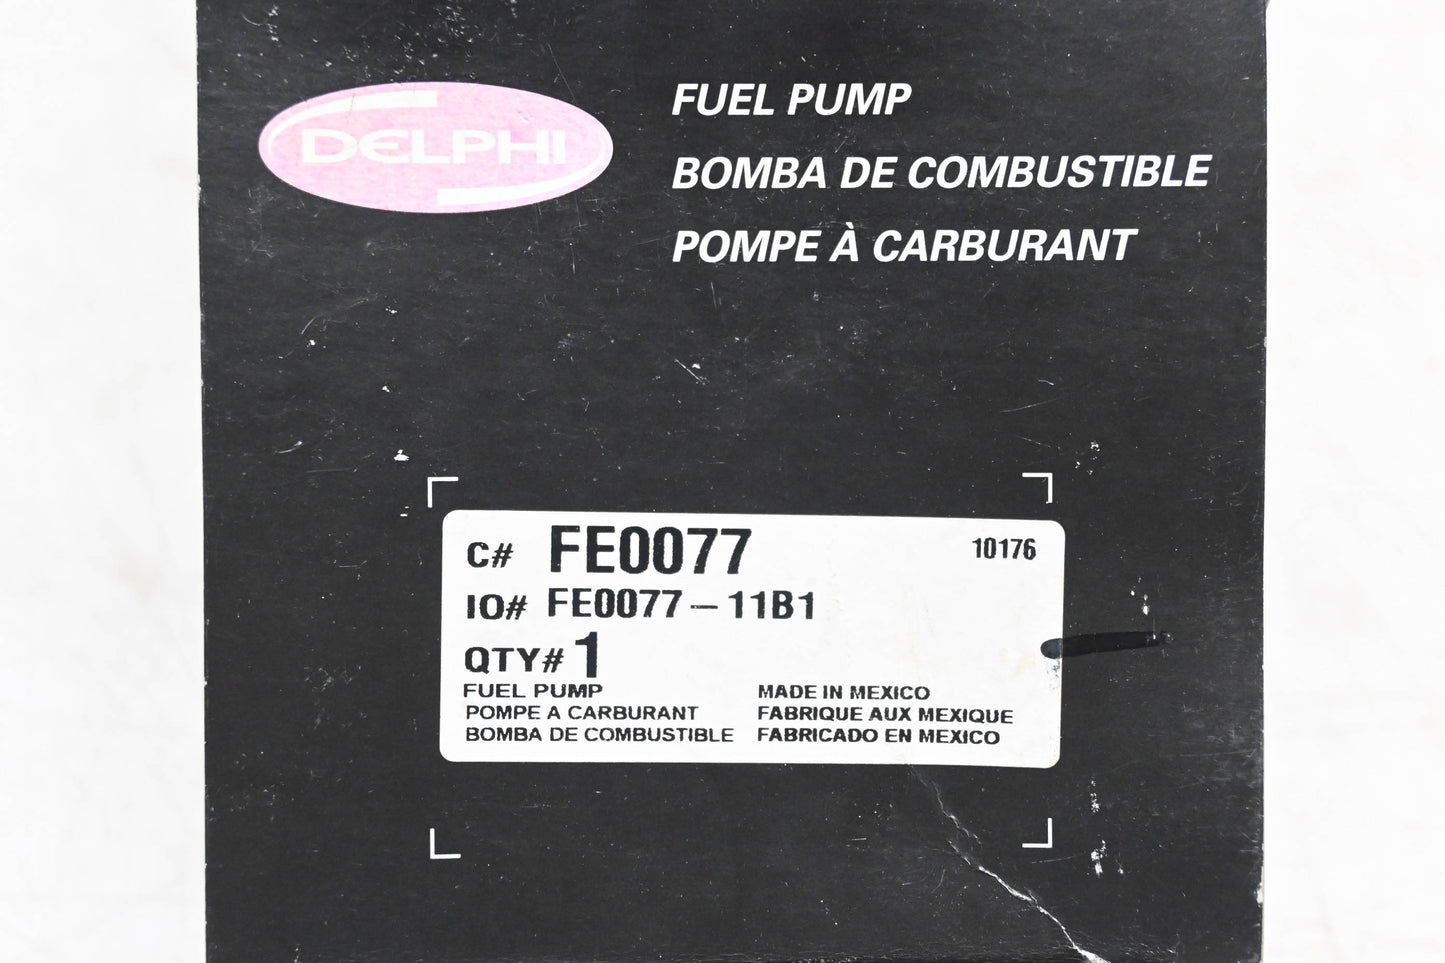 DELPHI
FUEL PUMP
BOMBA DE COMBUSTIBLE
POMPE À CARBURANT
C# FE0077 10176
IO# FE0077-11B1
QTY# 1
FUEL PUMP MADE IN MEXICO
POMPE A CARBURANT FABRIQUE AUX MEXIQUE
BOMBA DE COMBUSTIBLE FABRICADO EN MEXICO